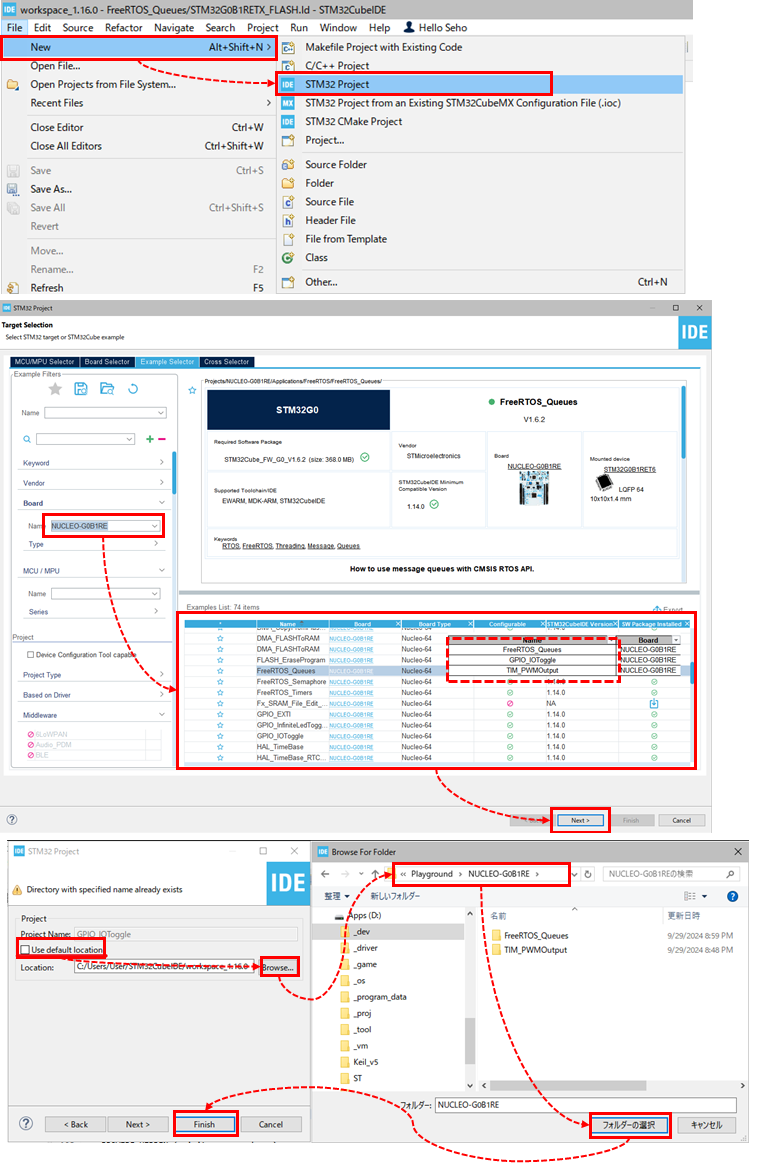 IDE workspace_1.16.0 - FreeRTOS_Queues/STM32G0B1RETX_FLASH.ld - STM32CubeIDE
File Edit Source Refactor Navigate Search Project Run Window Help Hello Seho
New Alt+Shift+N >
Open File...
Open Projects from File System...
Recent Files >
Close Editor Ctrl+W
Close All Editors Ctrl+Shift+W
Save Ctrl+S
Save As...
Save All Ctrl+Shift+S
Revert
Move...
Rename... F2
Refresh F5
Makefile Project with Existing Code
C/C++ Project
IDE STM32 Project
MX STM32 Project from an Existing STM32CubeMX Configuration File (.ioc)
IDE STM32 CMake Project
Project...
Source Folder
Folder
Source File
Header File
File from Template
Class
Other... Ctrl+N
IDE STM32 Project
Target Selection
Select STM32 target or STM32Cube example
IDE
MCU/MPU Selector Board Selector Example Selector Cross Selector
Example Filters
Name
Keyword
Vendor
Board
Name NUCLEO-G0B1RE
Type
MCU / MPU
Name
Series
Project
Device Configuration Tool capable
Project Type
Based on Driver
Middleware
6LoWPAN
Audio_PDM
BLE
Projects/NUCLEO-G0B1RE/Applications/FreeRTOS/FreeRTOS_Queues/
STM32G0
FreeRTOS_Queues
V1.6.2
Required Software Package
STM32Cube_FW_G0_V1.6.2 (size: 368.0 MB)
Vendor
STMicroelectronics
Board
NUCLEO-G0B1RE
Mounted device
STM32G0B1RET6
LQFP 64
10x10x1.4 mm
Supported Toolchain/IDE
EWARM, MDK-ARM, STM32CubeIDE
STM32CubeIDE Minimum
Compatible Version
1.14.0
Keywords
RTOS, FreeRTOS, Threading, Message, Queues
How to use message queues with CMSIS RTOS API.
Examples List: 74 items Export
* Name Board Board Type Configurable STM32CubeIDE Version SW Package Installed
DMA_FLASHToRAM NUCLEO-G0B1RE Nucleo-64
DMA_FLASHToRAM NUCLEO-G0B1RE Nucleo-64
FLASH_EraseProgram NUCLEO-G0B1RE Nucleo-64
FreeRTOS_Queues NUCLEO-G0B1RE Nucleo-64
FreeRTOS_Semaphore NUCLEO-G0B1RE Nucleo-64 1.14.0
FreeRTOS_Timers NUCLEO-G0B1RE Nucleo-64 1.14.0
Fx_SRAM_File_Edit_... NUCLEO-G0B1RE Nucleo-64 NA
GPIO_EXTI NUCLEO-G0B1RE Nucleo-64 1.14.0
GPIO_InfiniteLedTogg... NUCLEO-G0B1RE Nucleo-64 1.14.0
GPIO_IOToggle NUCLEO-G0B1RE Nucleo-64 1.14.0
HAL_TimeBase NUCLEO-G0B1RE Nucleo-64 1.14.0
HAL_TimeBase_RTC... NUCLEO-G0B1RE Nucleo-64 1.14.0
Name Board
FreeRTOS_Queues NUCLEO-G0B1RE
GPIO_IOToggle NUCLEO-G0B1RE
TIM_PWMOutput NUCLEO-G0B1RE
Next > Finish Cancel
IDE STM32 Project
Directory with specified name already exists
IDE
Project
Project Name: GPIO_IOToggle
Use default location
Location: C:/Users/User/STM32CubeIDE/workspace_1.16.0 Browse...
< Back Next > Finish Cancel
IDE Browse For Folder
« Playground > NUCLEO-G0B1RE > NUCLEO-G0B1REの検索
整理 新しいフォルダー
Apps (D:)
_dev
_driver
_game
_os
_program_data
_proj
_tool
_vm
Keil_v5
ST
名前 更新日時
FreeRTOS_Queues 9/29/2024 8:59 PM
TIM_PWMOutput 9/29/2024 8:48 PM
フォルダー: NUCLEO-G0B1RE
フォルダーの選択 キャンセル